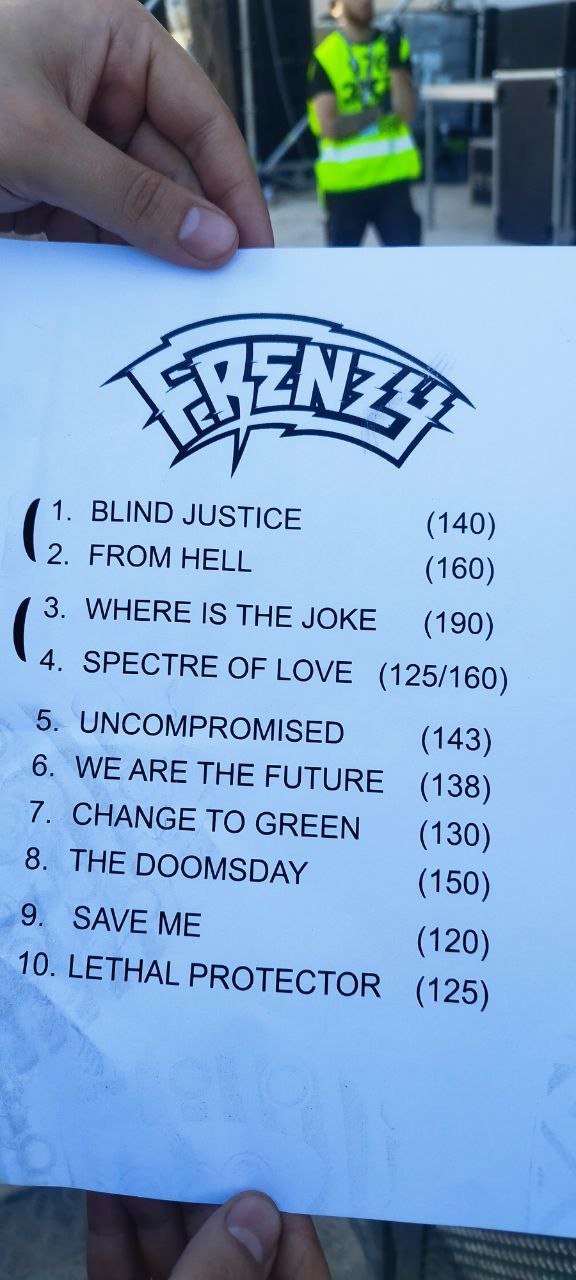 FRENZY
1. BLIND JUSTICE (140)
2. FROM HELL (160)
3. WHERE IS THE JOKE (190)
4. SPECTRE OF LOVE (125/160)
5. UNCOMPROMISED (143)
6. WE ARE THE FUTURE (138)
7. CHANGE TO GREEN (130)
8. THE DOOMSDAY (150)
9. SAVE ME (120)
10. LETHAL PROTECTOR (125)